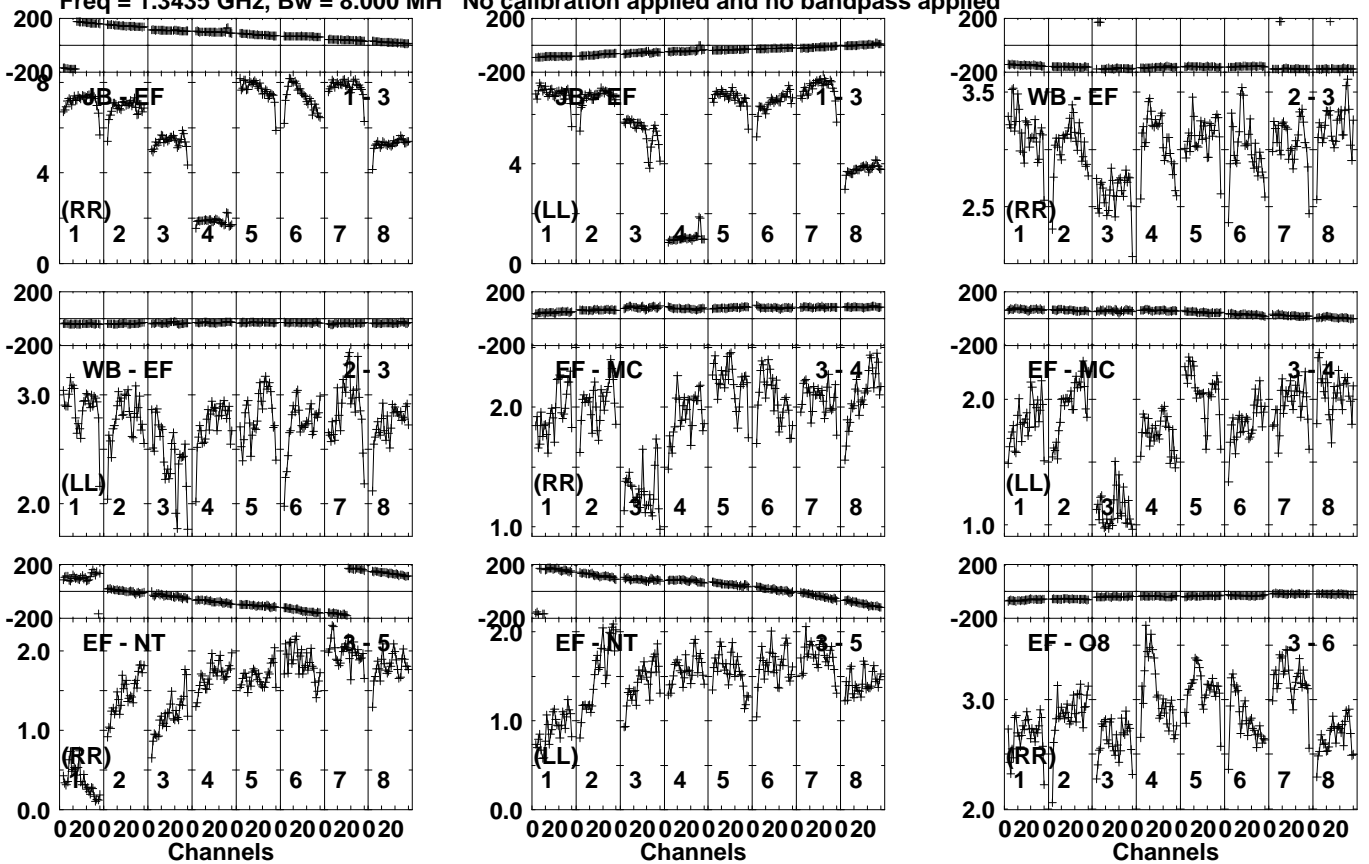 Freq = 1.3435 GHz, Bw = 8.000 MH No calibration applied and no bandpass applied
200
-200
8
4
0
JB - EF
1 - 3
(RR)
1 2 3 4 5 6 7 8
200
-200
4
0
JB - EF
1 - 3
(LL)
1 2 3 4 5 6 7 8
200
-200
3.5
2.5
WB - EF
2 - 3
(RR)
1 2 3 4 5 6 7 8
200
-200
3.0
2.0
WB - EF
2 - 3
(LL)
1 2 3 4 5 6 7 8
200
-200
2.0
1.0
EF - MC
3 - 4
(RR)
1 2 3 4 5 6 7 8
200
-200
2.0
1.0
EF - MC
3 - 4
(LL)
1 2 3 4 5 6 7 8
200
-200
2.0
1.0
0.0
EF - NT
3 - 5
(RR)
1 2 3 4 5 6 7 8
0 20 0 20 0 20 0 20 0 20 0 20 0 20 0 20
Channels
200
-200
2.0
1.0
0.0
EF - NT
3 - 5
(LL)
1 2 3 4 5 6 7 8
0 20 0 20 0 20 0 20 0 20 0 20 0 20 0 20
Channels
200
-200
3.0
2.0
EF - O8
3 - 6
(RR)
1 2 3 4 5 6 7 8
0 20 0 20 0 20 0 20 0 20 0 20 0 20 0 20
Channels